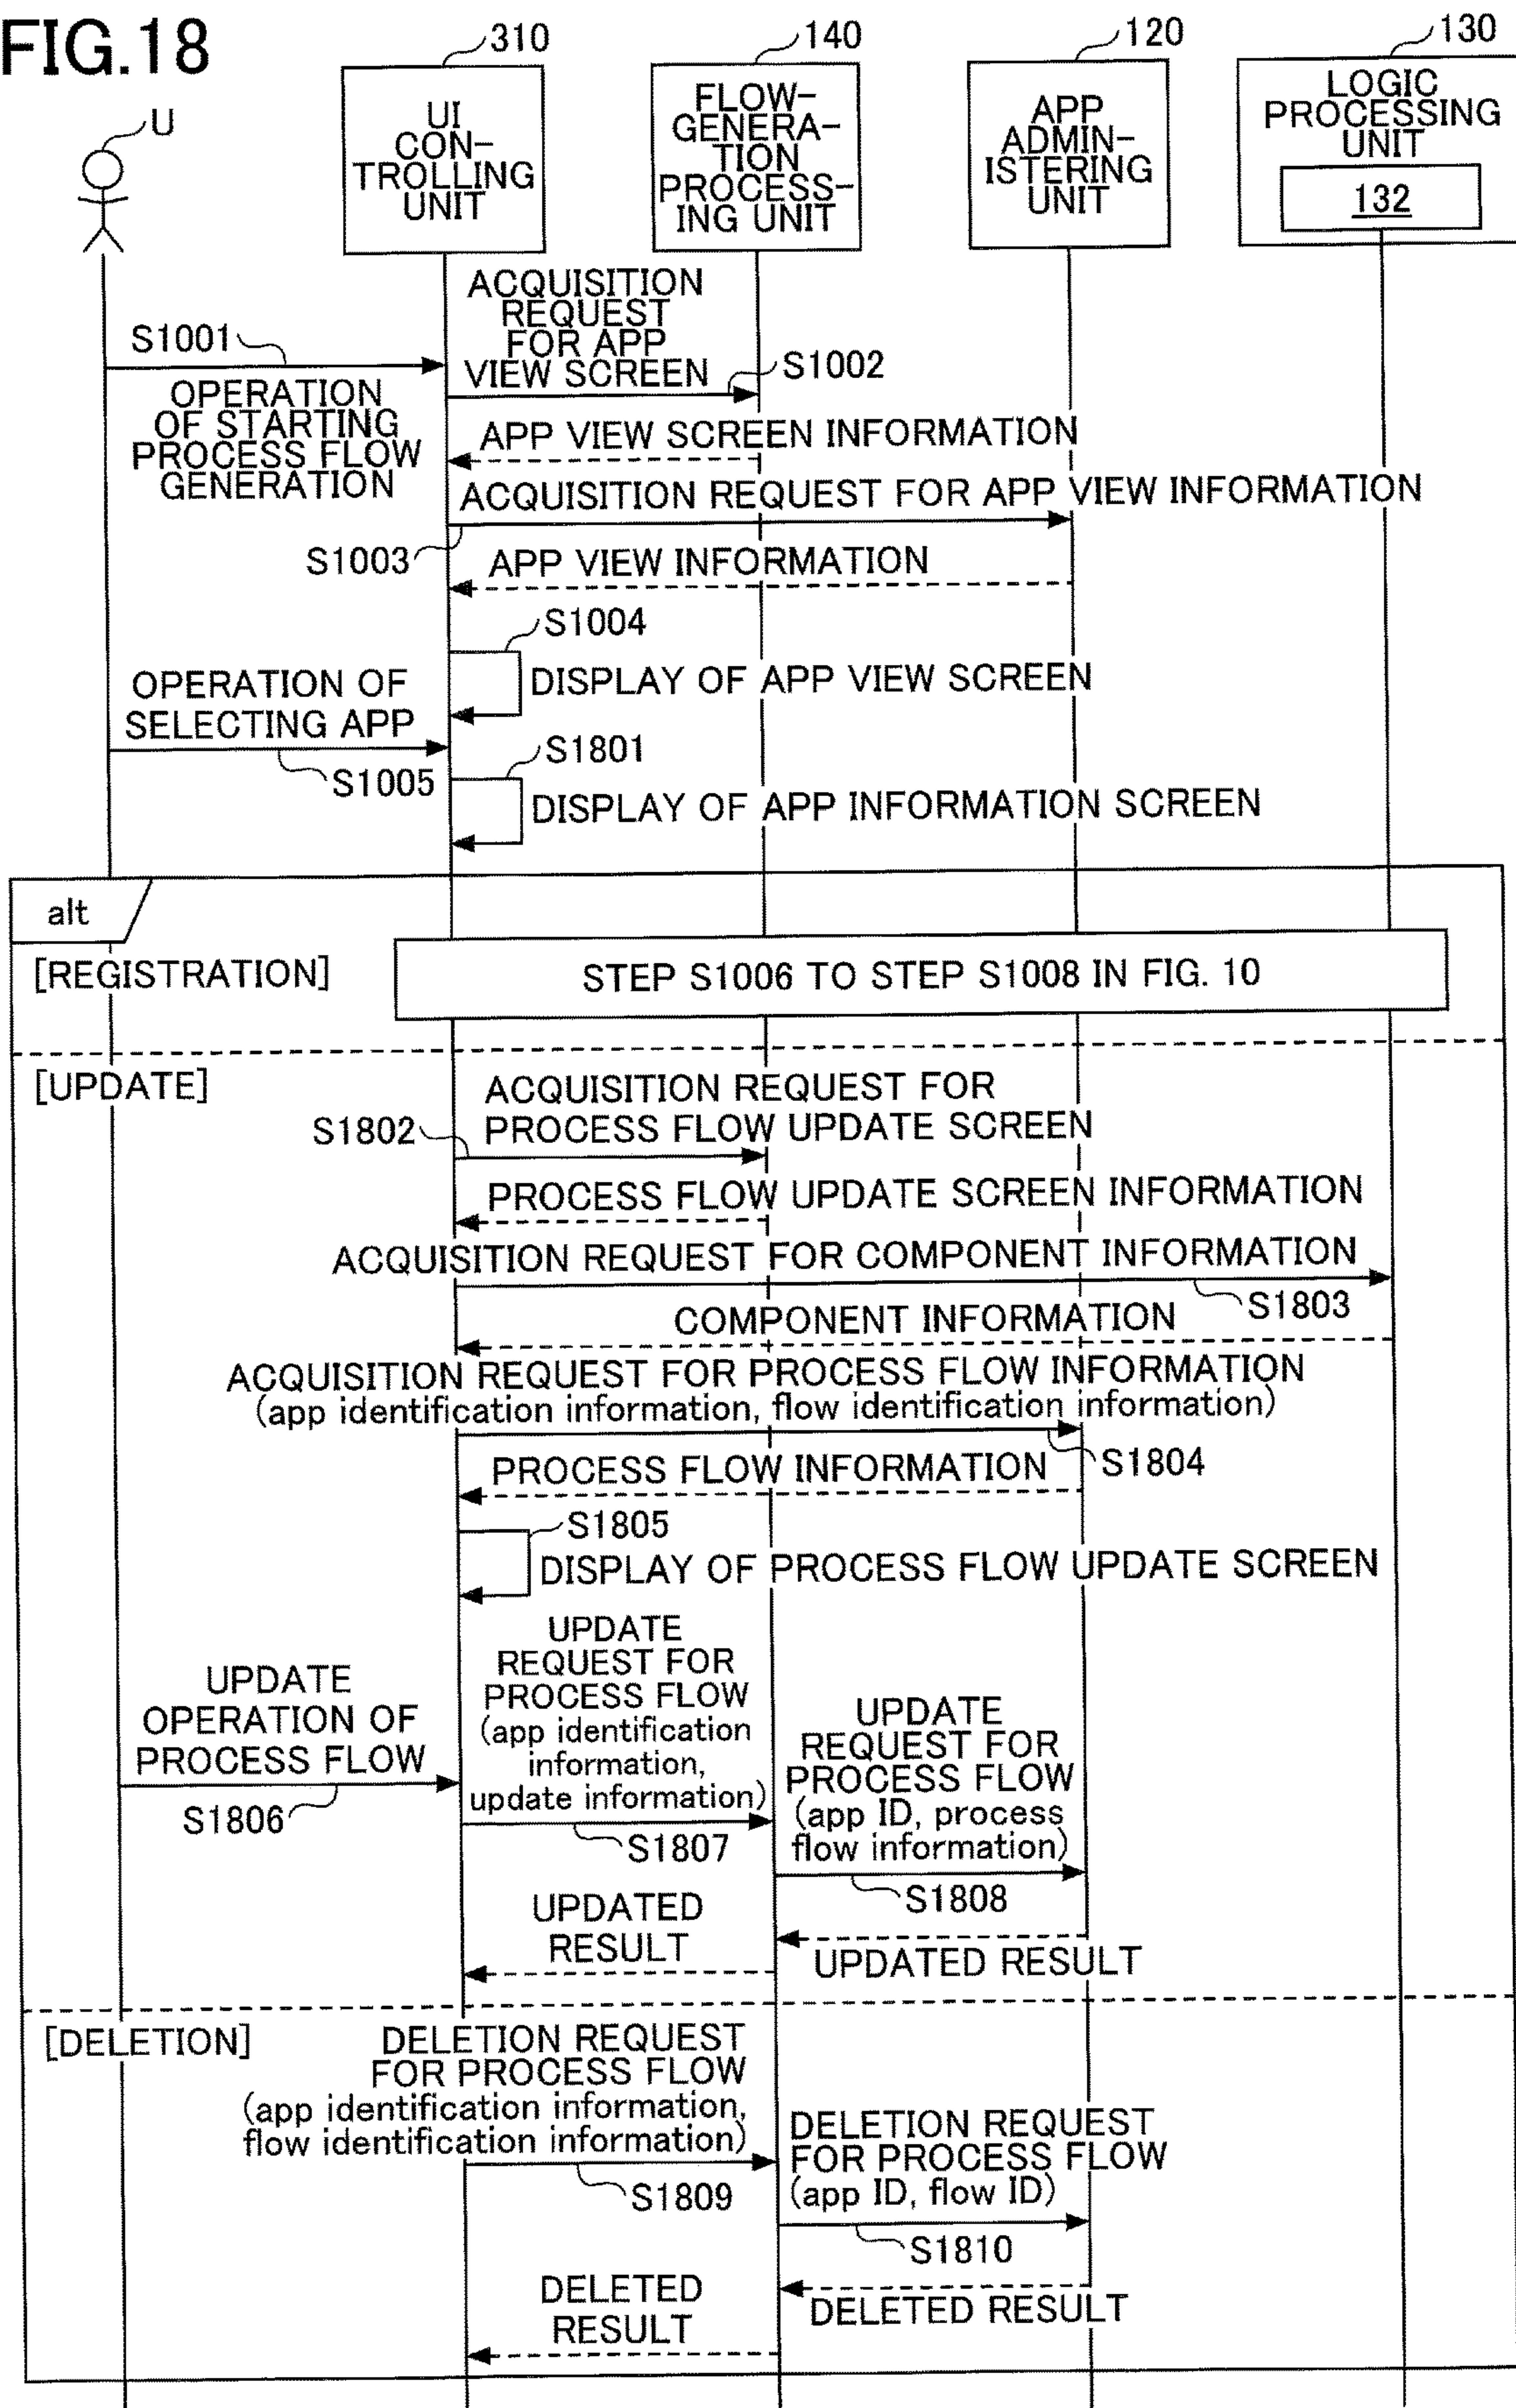 FIG.18
310
140
120
130
U
UI
CON-
TROLLING
UNIT
FLOW-
GENERA-
TION
PROCESS-
ING UNIT
APP
ADMIN-
ISTERING
UNIT
LOGIC
PROCESSING
UNIT
132
ACQUISITION
REQUEST
FOR APP
VIEW SCREEN
S1001
S1002
OPERATION
OF STARTING
PROCESS FLOW
GENERATION
APP VIEW SCREEN INFORMATION
ACQUISITION REQUEST FOR APP VIEW INFORMATION
S1003
APP VIEW INFORMATION
S1004
DISPLAY OF APP VIEW SCREEN
OPERATION OF
SELECTING APP
S1005
S1801
DISPLAY OF APP INFORMATION SCREEN
alt
[REGISTRATION]
STEP S1006 TO STEP S1008 IN FIG. 10
[UPDATE]
ACQUISITION REQUEST FOR
PROCESS FLOW UPDATE SCREEN
S1802
PROCESS FLOW UPDATE SCREEN INFORMATION
ACQUISITION REQUEST FOR COMPONENT INFORMATION
S1803
COMPONENT INFORMATION
ACQUISITION REQUEST FOR PROCESS FLOW INFORMATION
(app identification information, flow identification information)
S1804
PROCESS FLOW INFORMATION
S1805
DISPLAY OF PROCESS FLOW UPDATE SCREEN
UPDATE
OPERATION OF
PROCESS FLOW
S1806
UPDATE
REQUEST FOR
PROCESS FLOW
(app identification
information,
update information)
S1807
UPDATE
REQUEST FOR
PROCESS FLOW
(app ID, process
flow information)
S1808
UPDATED
RESULT
UPDATED RESULT
[DELETION]
DELETION REQUEST
FOR PROCESS FLOW
(app identification information,
flow identification information)
S1809
DELETION REQUEST
FOR PROCESS FLOW
(app ID, flow ID)
S1810
DELETED
RESULT
DELETED RESULT